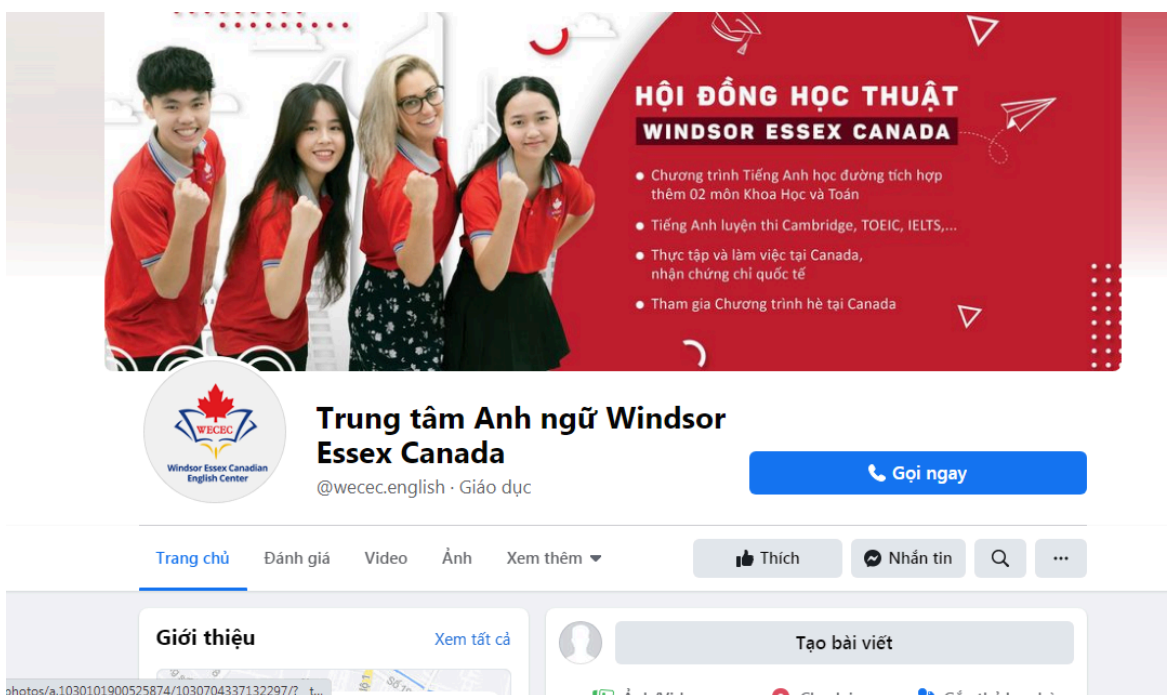 HỘI ĐỒNG HỌC THUẬT
WINDSOR ESSEX CANADA
Chương trình Tiếng Anh học đường tích hợp
thêm 02 môn Khoa Học và Toán
Tiếng Anh luyện thi Cambridge, TOEIC, IELTS,...
Thực tập và làm việc tại Canada,
nhận chứng chỉ quốc tế
Tham gia Chương trình hè tại Canada
WECEC
Windsor Essex Canadian
English Center
Trung tâm Anh ngữ Windsor
Essex Canada
@wecec.english · Giáo dục
Gọi ngay
Trang chủ Đánh giá Video Ảnh Xem thêm Thích Nhắn tin
Giới thiệu Xem tất cả
Tạo bài viết
photos/a.1030101900525874/1030704337132297/?__t...